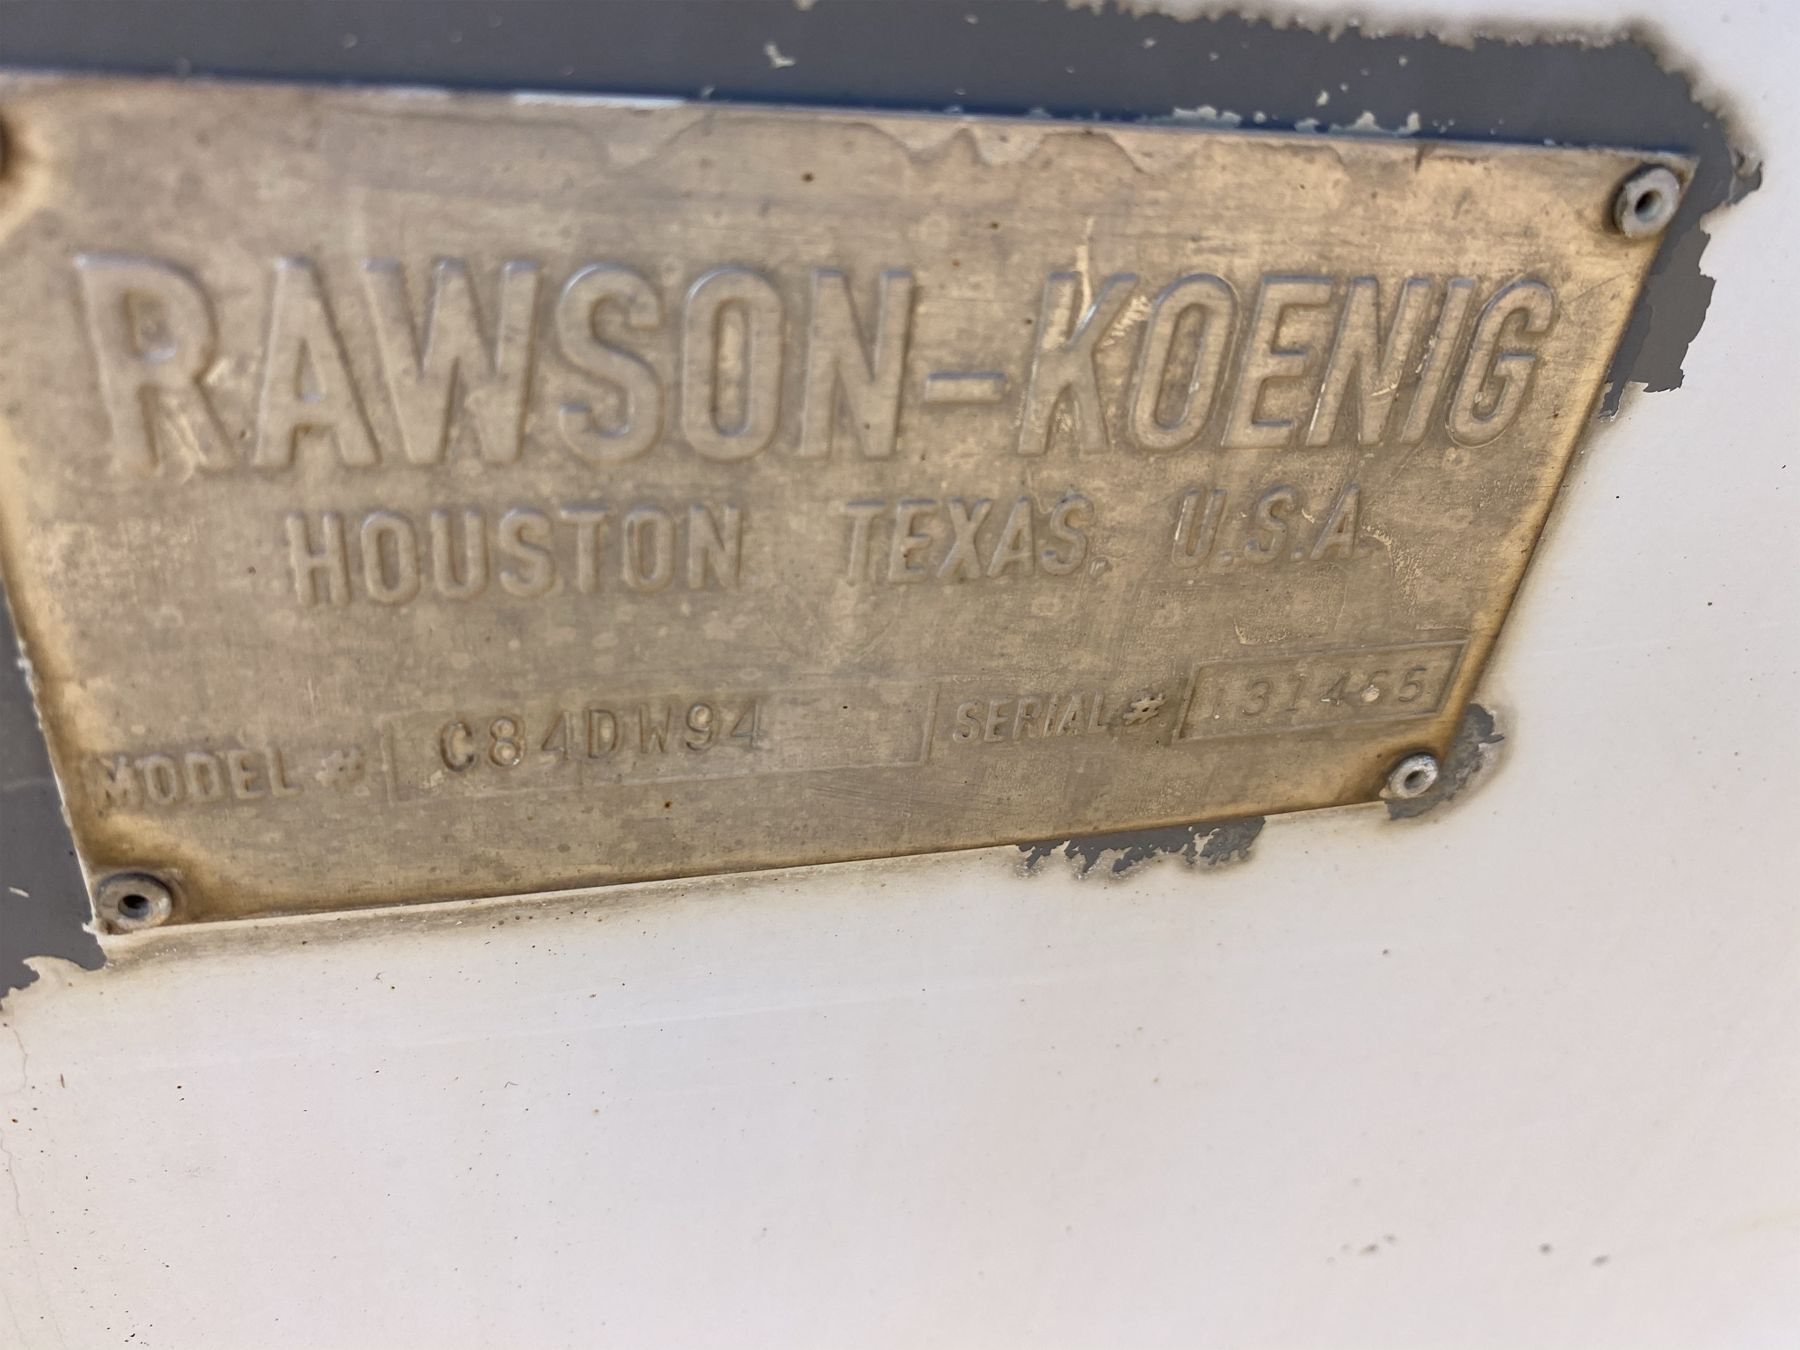 RAWSON-KOENIG
HOUSTON TEXAS, U.S.A.
MODEL # C84DW94 SERIAL #